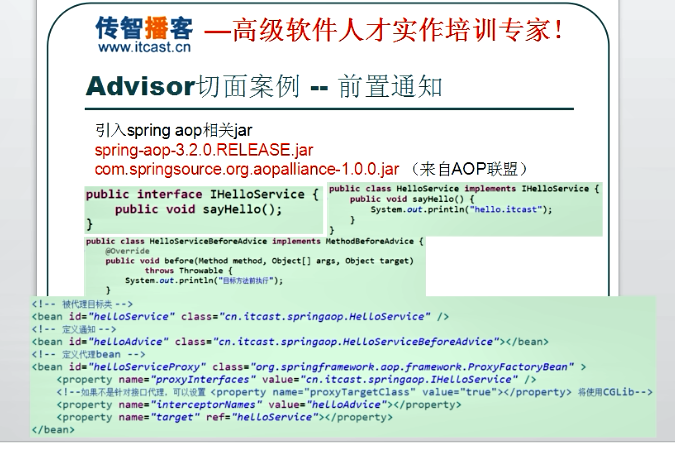 传智播客 —高级软件人才实作培训专家!
www.itcast.cn
Advisor切面案例 -- 前置通知
引入spring aop相关jar
spring-aop-3.2.0.RELEASE.jar
com.springsource.org.aopalliance-1.0.0.jar （来自AOP联盟）
public interface IHelloService {
public void sayHello();
}
public class HelloService implements IHelloService {
public void sayHello() {
System.out.println("hello.itcast");
}
}
public class HelloServiceBeforeAdvice implements MethodBeforeAdvice {
@Override
public void before(Method method, Object[] args, Object target)
throws Throwable {
System.out.println("目标方法前执行");
}
<!-- 被代理目标类 -->
<bean id="helloService" class="cn.itcast.springaop.HelloService" />
<!-- 定义通知 -->
<bean id="helloAdvice" class="cn.itcast.springaop.HelloServiceBeforeAdvice"></bean>
<!-- 定义代理bean -->
<bean id="helloServiceProxy" class="org.springframework.aop.framework.ProxyFactoryBean" >
<property name="proxyInterfaces" value="cn.itcast.springaop.IHelloService" />
<!--如果不是针对接口代理，可以设置 <property name="proxyTargetClass" value="true"></property> 将使用CGLib-->
<property name="interceptorNames" value="helloAdvice"></property>
<property name="target" ref="helloService"></property>
</bean>